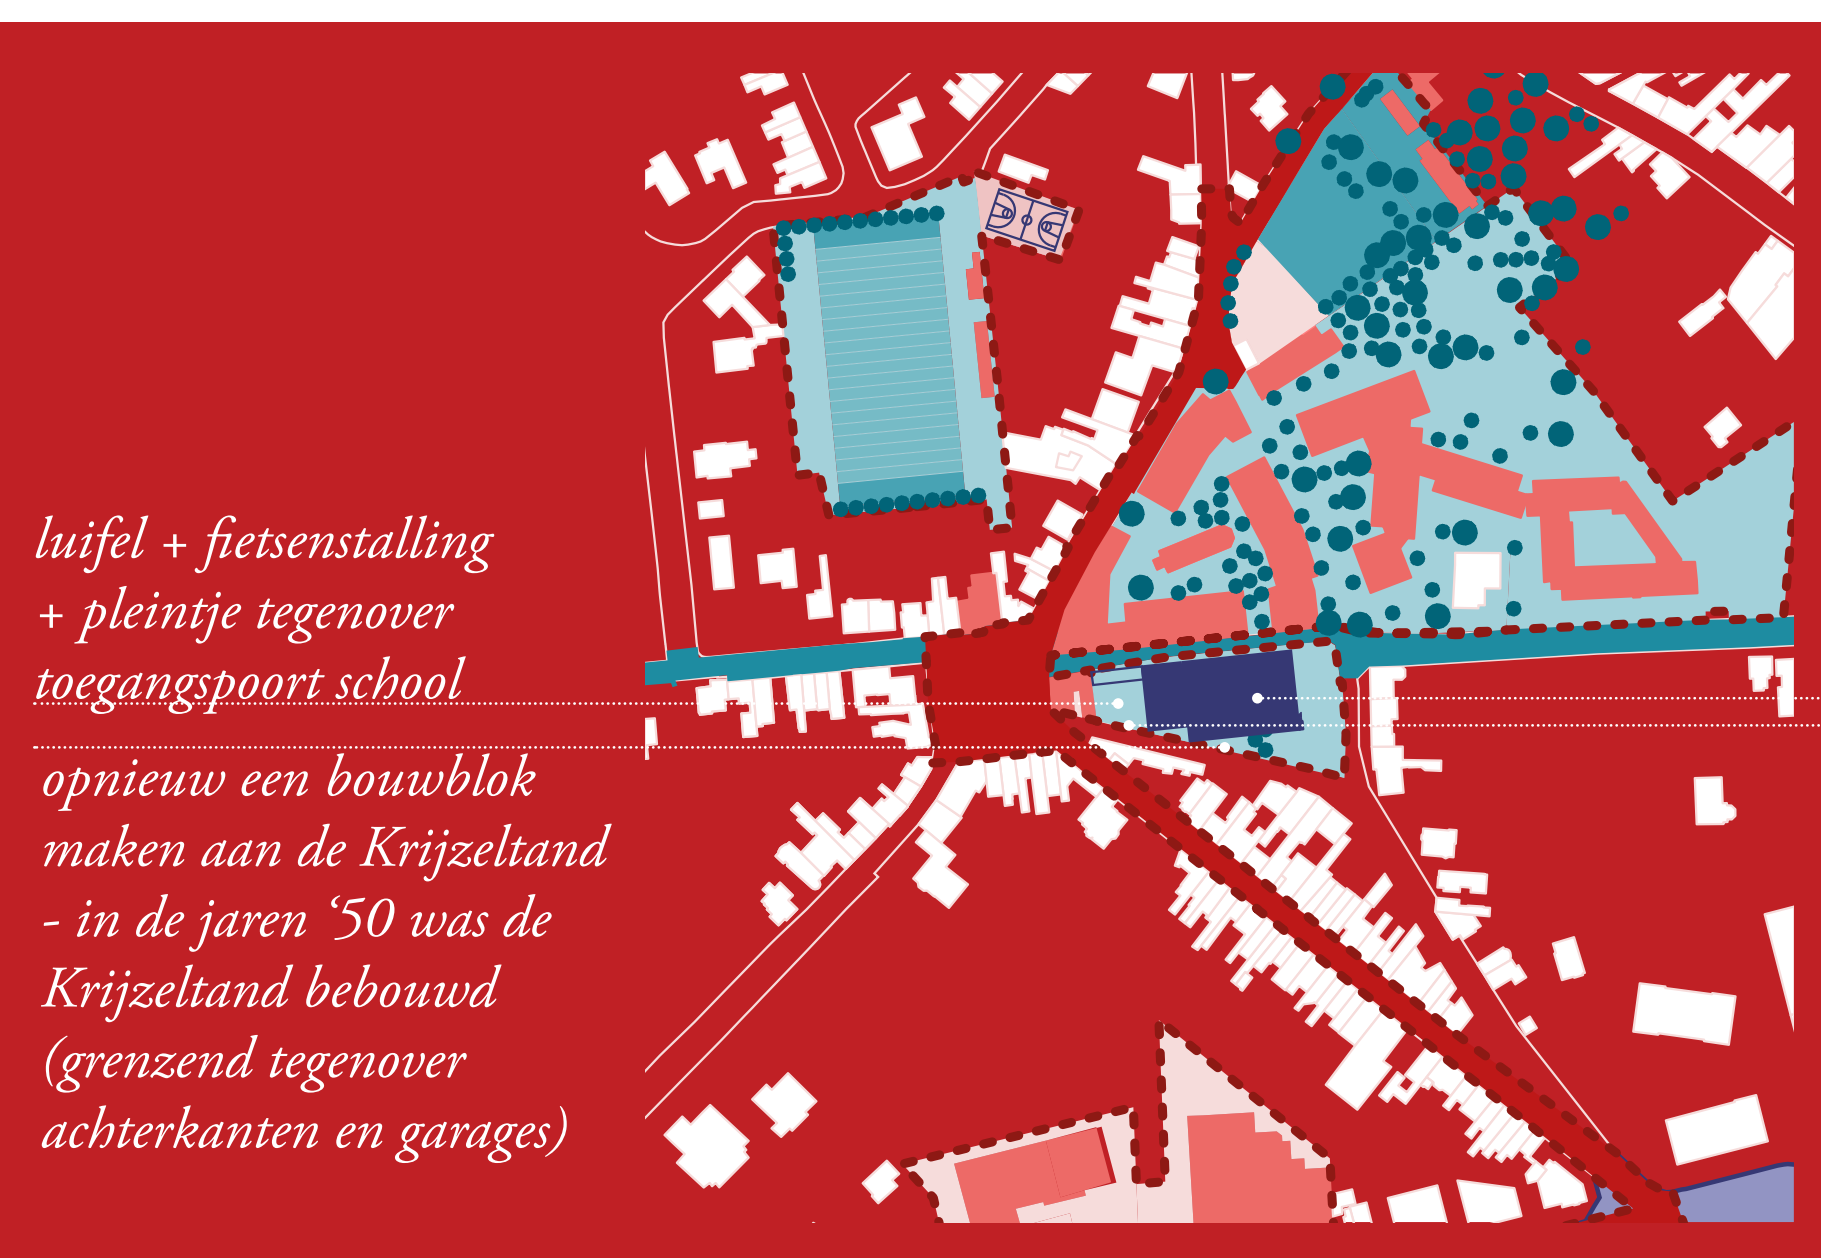 luifel + fietsenstalling
+ pleintje tegenover
toegangspoort school
opnieuw een bouwblok
maken aan de Krijzeltand
- in de jaren ‘50 was de
Krijzeltand bebouwd
(grenzend tegenover
achterkanten en garages)